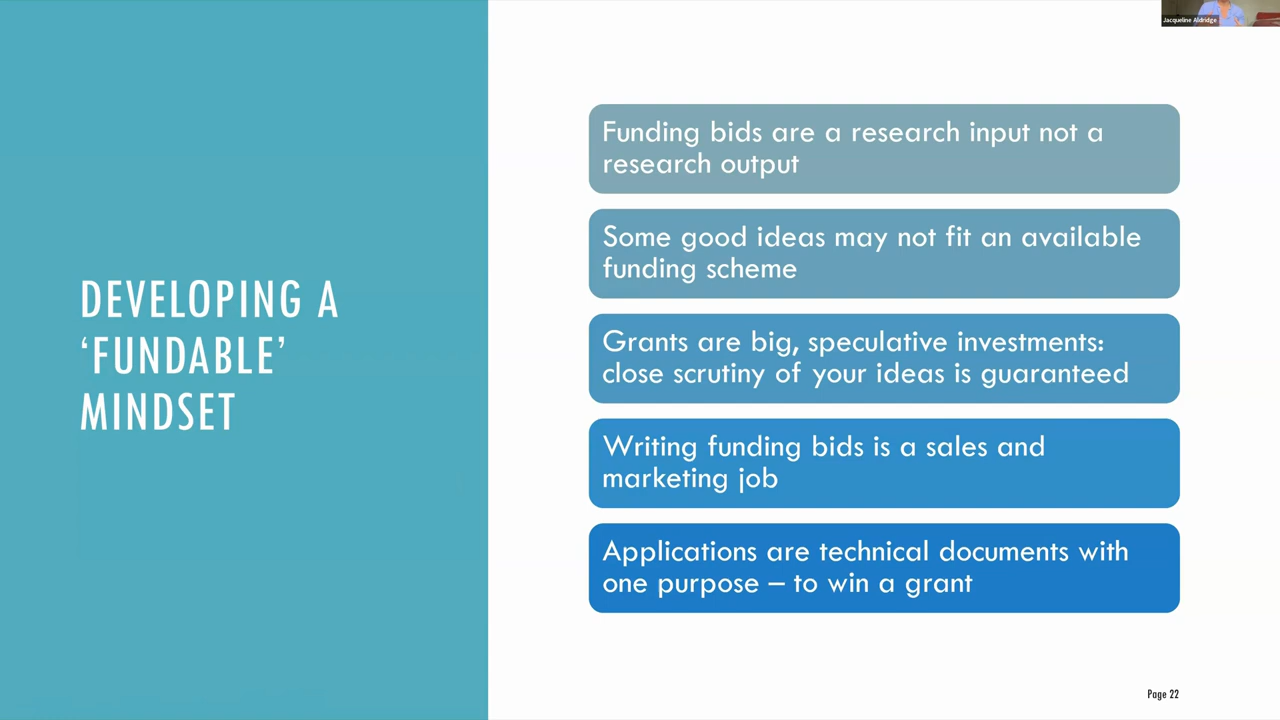 Jacqueline Aldridge
DEVELOPING A
‘FUNDABLE’
MINDSET
Funding bids are a research input not a
research output
Some good ideas may not fit an available
funding scheme
Grants are big, speculative investments:
close scrutiny of your ideas is guaranteed
Writing funding bids is a sales and
marketing job
Applications are technical documents with
one purpose – to win a grant
Page 22